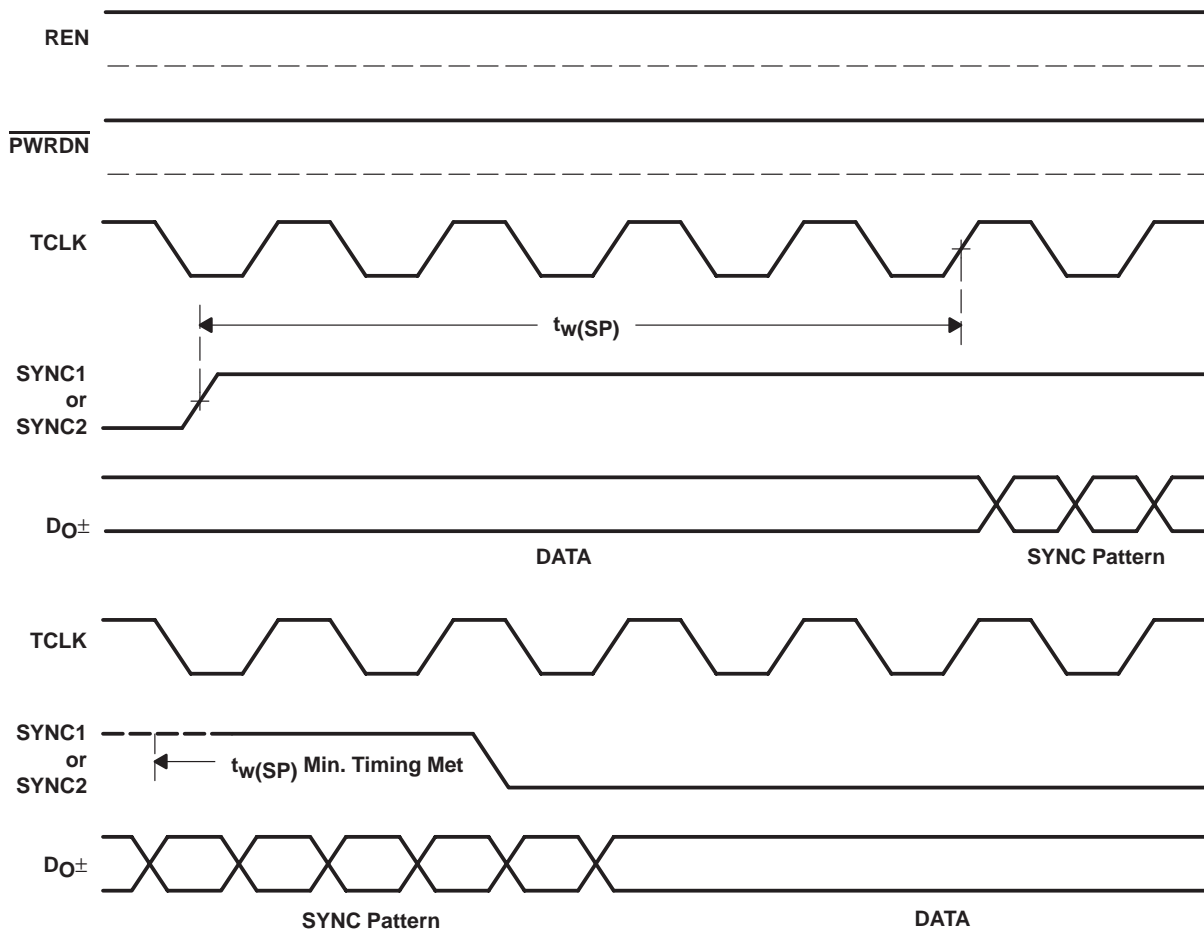 REN
PWRDN
TCLK
tw(SP)
SYNC1
or
SYNC2
DO±
DATA
SYNC Pattern
TCLK
SYNC1
or
SYNC2
tw(SP) Min. Timing Met
DO±
SYNC Pattern
DATA